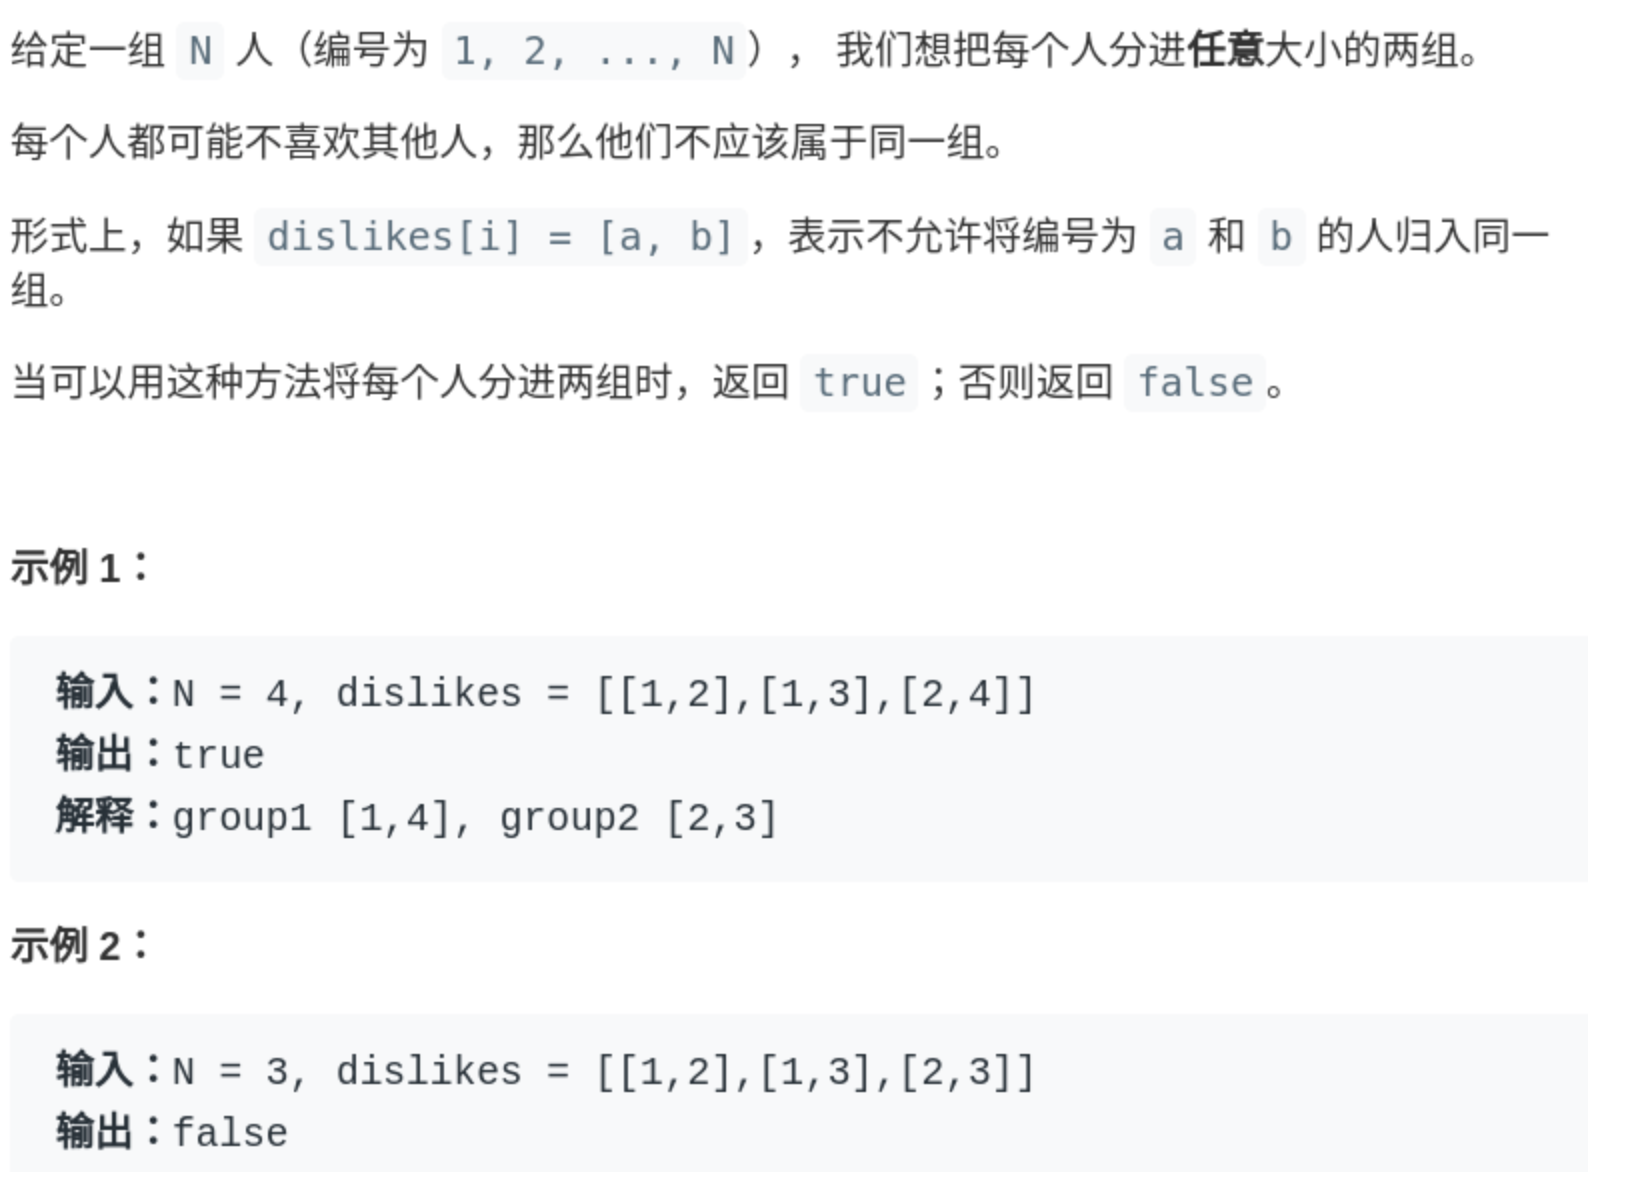 给定一组 N 人（编号为 1, 2, ..., N）， 我们想把每个人分进任意大小的两组。
每个人都可能不喜欢其他人，那么他们不应该属于同一组。
形式上，如果 dislikes[i] = [a, b]，表示不允许将编号为 a 和 b 的人归入同一
组。
当可以用这种方法将每个人分进两组时，返回 true；否则返回 false。
示例 1：
输入：N = 4, dislikes = [[1,2],[1,3],[2,4]]
输出：true
解释：group1 [1,4], group2 [2,3]
示例 2：
输入：N = 3, dislikes = [[1,2],[1,3],[2,3]]
输出：false